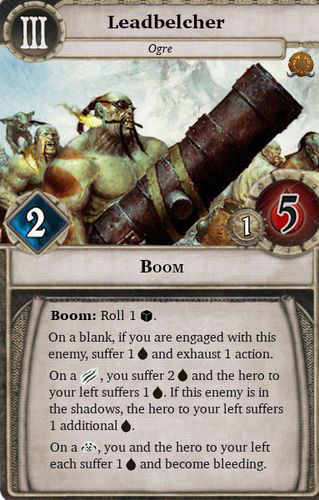 III
Leadbelcher
Ogre
2
1
5
Boom
Boom: Roll 1 .
On a blank, if you are engaged with this
enemy, suffer 1 and exhaust 1 action.
On a , you suffer 2 and the hero to
your left suffers 1 . If this enemy is in
the shadows, the hero to your left suffers
1 additional .
On a , you and the hero to your left
each suffer 1 and become bleeding.